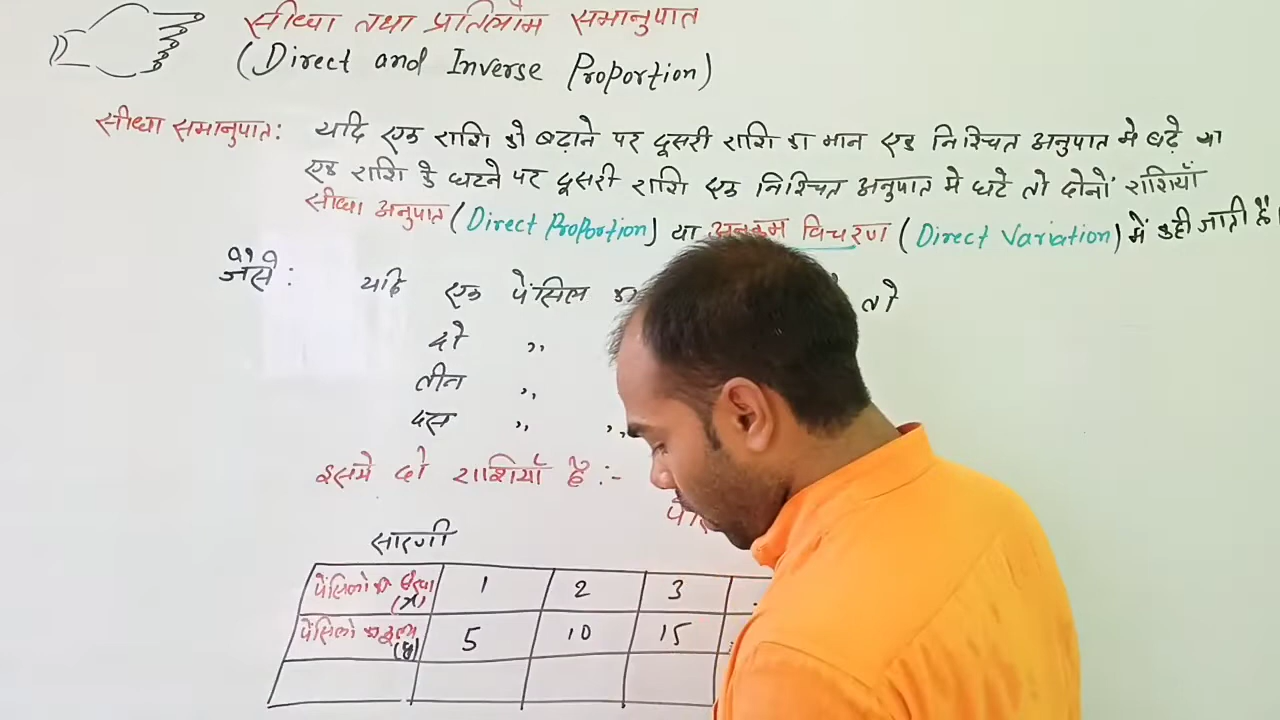 सीधा तथा प्रतिलोम समानुपात
(Direct and Inverse Proportion)
सीधा समानुपात: यदि एक राशि को बढ़ाने पर दूसरी राशि का मान एक निश्चित अनुपात मे बढ़े या
एक राशि के घटने पर दूसरी राशि एक निश्चित अनुपात मे घटे तो दोनों राशियाँ
सीधा अनुपात (Direct Proportion) या अनुक्रम विचरण (Direct Variation) में कही जाती हैं।
जैसे: यदि एक पेंसिल तो
दो ,,
तीन ,,
दस ,, ,,
इसमे दो राशियाँ हैं :-
सारणी
पेंसिलो की संख्या (x) 1 2 3
पेंसिलो का मूल्य (y) 5 10 15